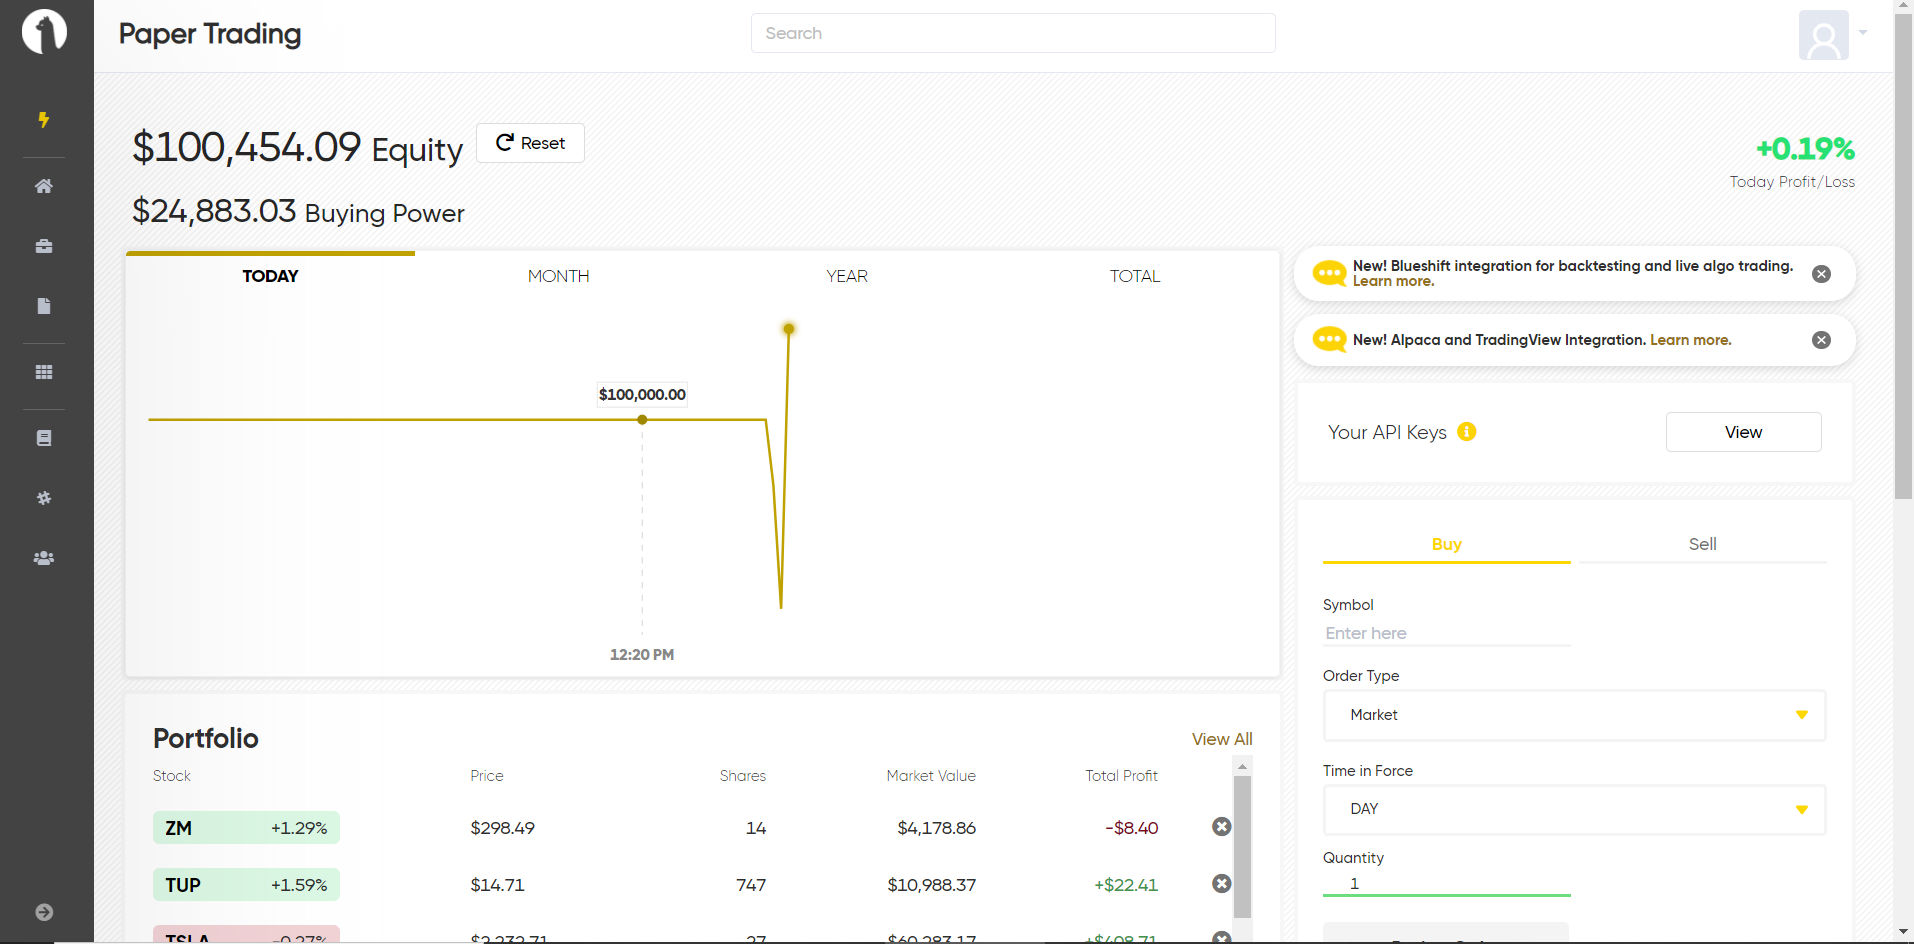 Paper Trading
Search
$100,454.09 Equity
Reset
$24,883.03 Buying Power
+0.19%
Today Profit/Loss
TODAY MONTH YEAR TOTAL
$100,000.00
12:20 PM
New! Blueshift integration for backtesting and live algo trading.
Learn more.
New! Alpaca and TradingView Integration. Learn more.
Your API Keys
View
Buy Sell
Symbol
Enter here
Order Type
Market
Time in Force
DAY
Quantity
1
Portfolio
View All
Stock Price Shares Market Value Total Profit
ZM +1.29% $298.49 14 $4,178.86 -$8.40
TUP +1.59% $14.71 747 $10,988.37 +$22.41
TSLA -0.27% 27